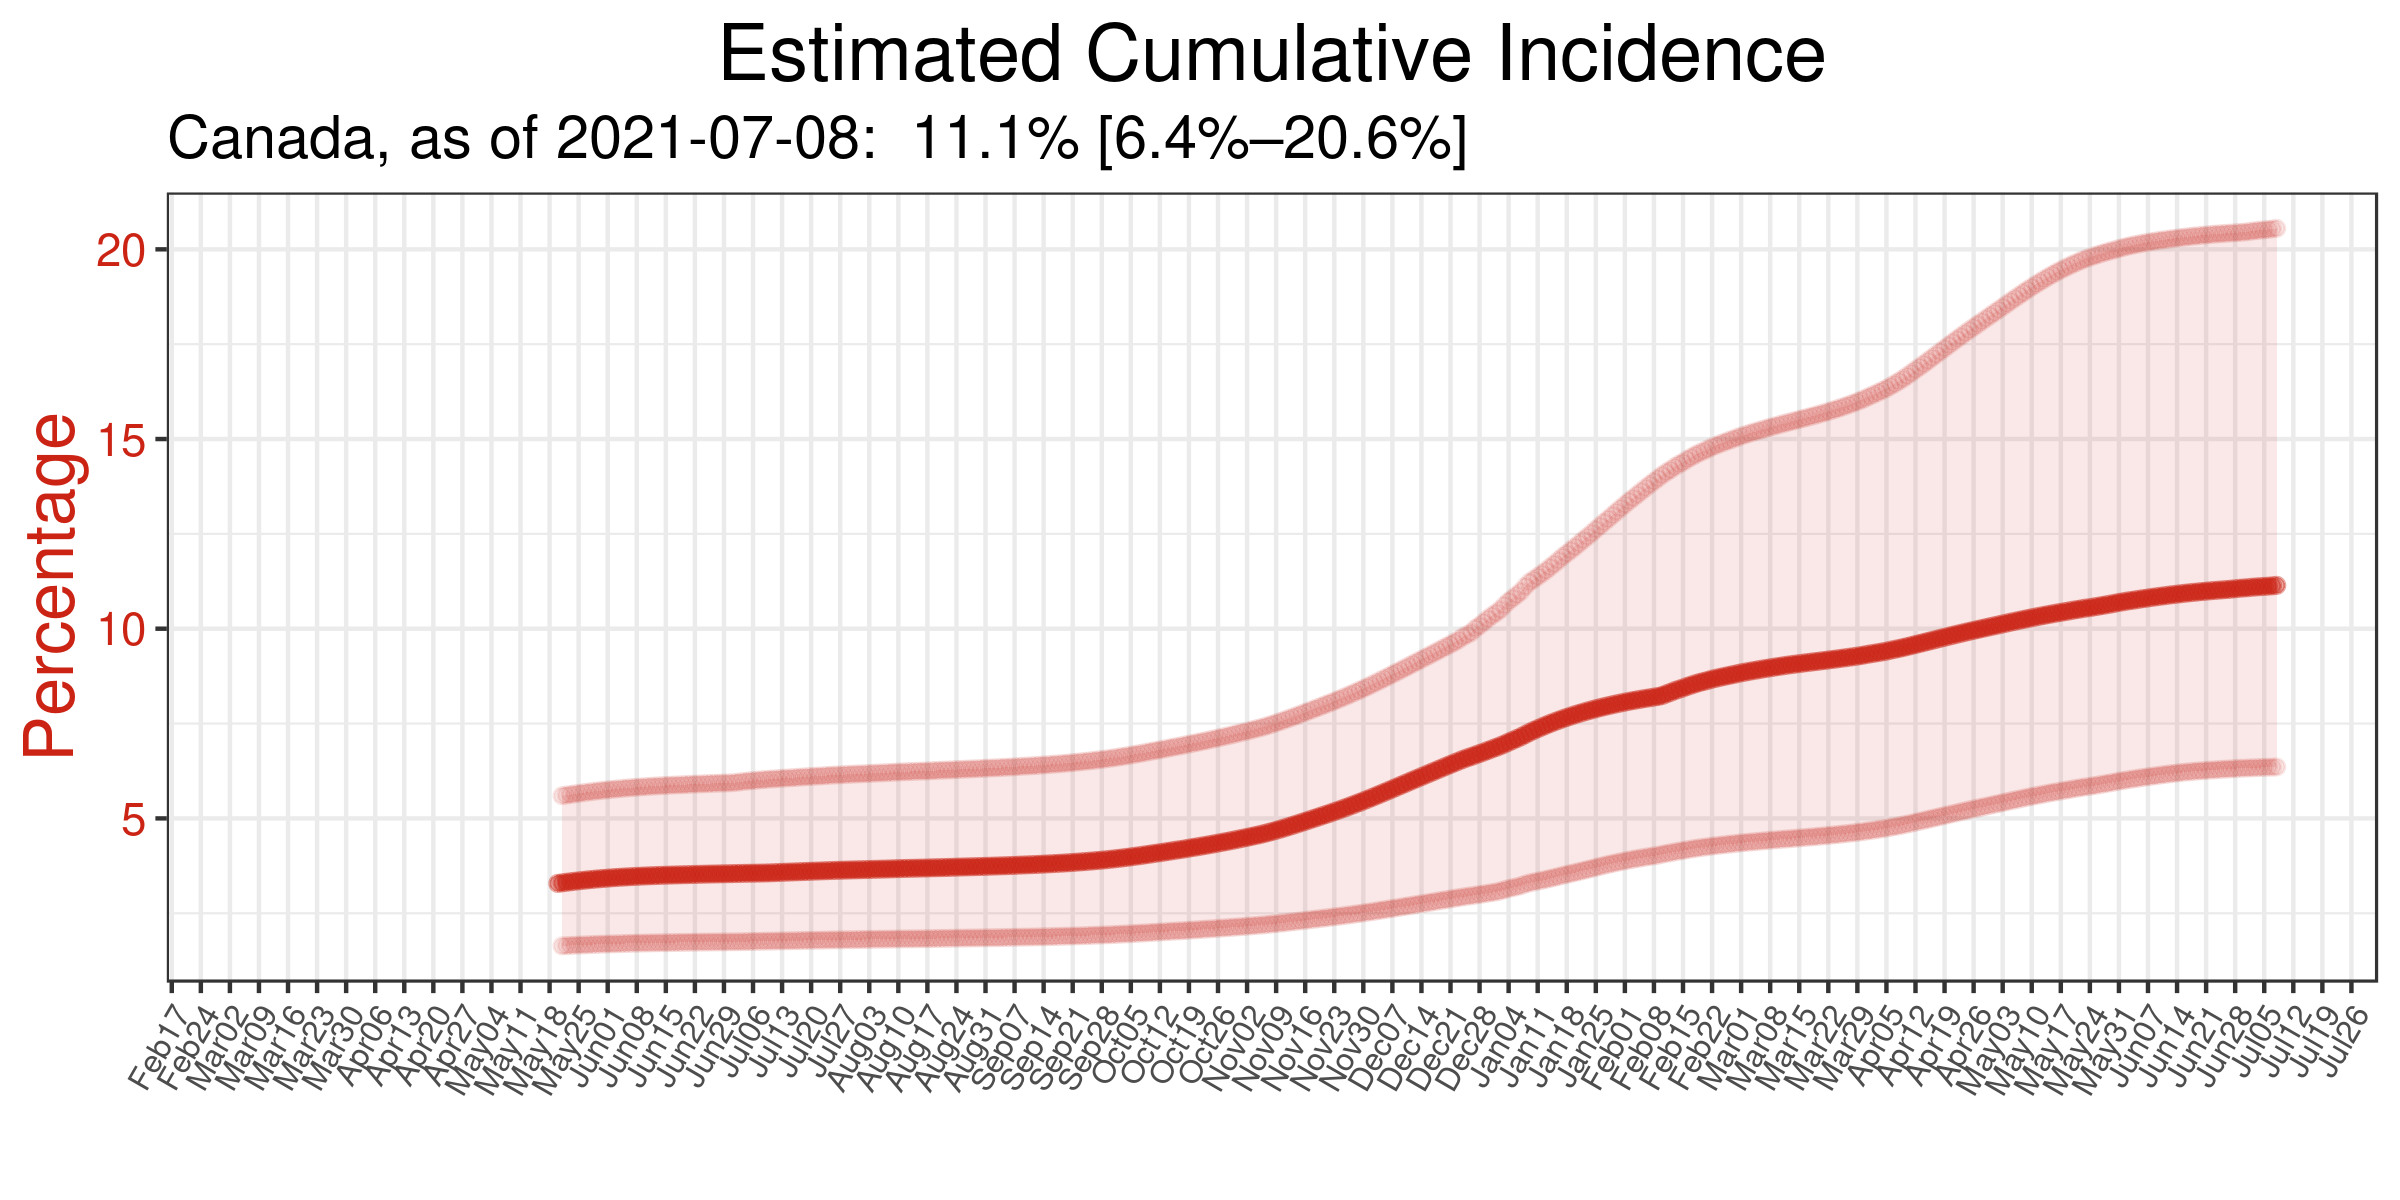 Estimated Cumulative Incidence
Canada, as of 2021-07-08:  11.1% [6.4%–20.6%]
Percentage
20
15
10
5
Feb17
Feb24
Mar02
Mar09
Mar16
Mar23
Mar30
Apr06
Apr13
Apr20
Apr27
May04
May11
May18
May25
Jun01
Jun08
Jun15
Jun22
Jun29
Jul06
Jul13
Jul20
Jul27
Aug03
Aug10
Aug17
Aug24
Aug31
Sep07
Sep14
Sep21
Sep28
Oct05
Oct12
Oct19
Oct26
Nov02
Nov09
Nov16
Nov23
Nov30
Dec07
Dec14
Dec21
Dec28
Jan04
Jan11
Jan18
Jan25
Feb01
Feb08
Feb15
Feb22
Mar01
Mar08
Mar15
Mar22
Mar29
Apr05
Apr12
Apr19
Apr26
May03
May10
May17
May24
May31
Jun07
Jun14
Jun21
Jun28
Jul05
Jul12
Jul19
Jul26